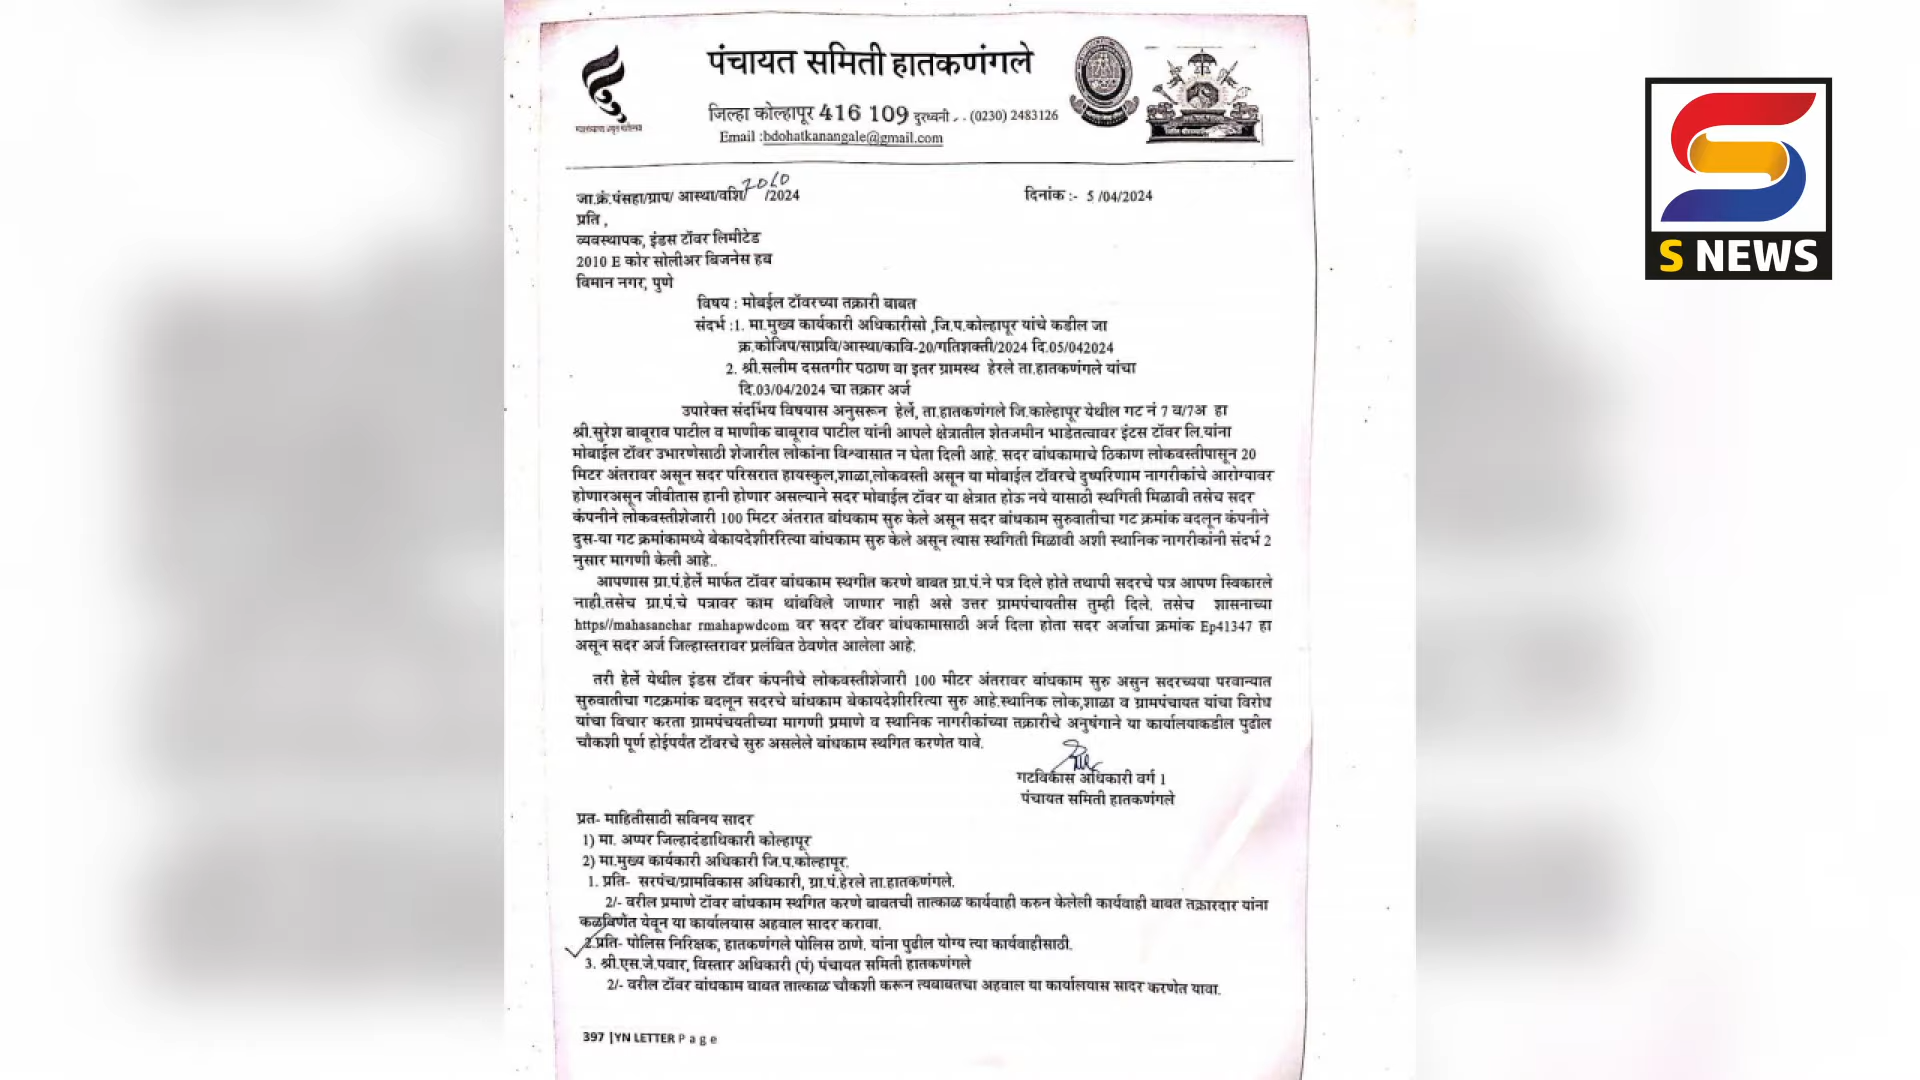 पंचायत समिती हातकणंगले
जिल्हा कोल्हापूर 416 109 दुरध्वनी . . (0230) 2483126
Email :bdohatkanangale@gmail.com
जा.क्रं.पंसहा/ग्राप/ आस्था/वशि/ /2024
दिनांक :- 5 /04/2024
प्रति ,
व्यवस्थापक, इंडस टॉवर लिमीटेड
2010 E कोर सोलीअर बिजनेस हब
विमान नगर, पुणे
विषय : मोबईल टॉवरच्या तक्रारी बाबत
संदर्भ :1. मा.मुख्य कार्यकारी अधिकारीसो ,जि.प.कोल्हापूर यांचे कडील जा
क्र.कोजिप/साप्रवि/आस्था/कावि-20/गतिशक्ती/2024 दि.05/042024
2. श्री.सलीम दसतगीर पठाण वा इतर ग्रामस्थ हेरले ता.हातकणंगले यांचा
दि.03/04/2024 चा तक्रार अर्ज
उपारेक्त संदर्भिय विषयास अनुसरून हेर्ले, ता.हातकणंगले जि.काल्हेापूर येथील गट नं 7 ब/7अ हा
श्री.सुरेश बाबूराव पाटील व माणीक बाबूराव पाटील यांनी आपले क्षेत्रातील शेतजमीन भाडेतत्वावर इंटस टॉवर लि.यांना
मोबाईल टॉवर उभारणेसाठी शेजारील लोकांना विश्वासात न घेता दिली आहे. सदर बांधकामाचे ठिकाण लोकवस्तीपासून 20
मिटर अंतरावर असून सदर परिसरात हायस्कुल,शाळा,लोकवस्ती असून या मोबाईल टॉवरचे दुष्परिणाम नागरीकांचे आरोग्यावर
होणारअसून जीवीतास हानी होणार असल्याने सदर मोबाईल टॉवर या क्षेत्रात होऊ नये यासाठी स्थगिती मिळावी तसेच सदर
कंपनीने लोकवस्तीशेजारी 100 मिटर अंतरात बांधकाम सुरु केले असून सदर बांधकाम सुरुवातीचा गट क्रमांक बदलून कंपनीने
दुस-या गट क्रमांकामध्ये बेकायदेशीररित्या बांधकाम सुरु केले असून त्यास स्थगिती मिळावी अशी स्थानिक नागरीकांनी संदर्भ 2
नुसार मागणी केली आहे..
आपणास ग्रा.पं.हेर्ले मार्फत टॉवर बांधकाम स्थगीत करणे बाबत ग्रा.पं.ने पत्र दिले होते तथापी सदरचे पत्र आपण स्विकारले
नाही.तसेच ग्रा.पं.चे पत्रावर काम थांबविले जाणार नाही असे उत्तर ग्रामपंचायतीस तुम्ही दिले. तसेच शासनाच्या
https//mahasanchar rmahapwdcom वर सदर टॉवर बांधकामासाठी अर्ज दिला होता सदर अर्जाचा क्रमांक Ep41347 हा
असून सदर अर्ज जिल्हास्तरावर प्रलंबित ठेवणेत आलेला आहे.
तरी हेर्ले येथील इंडस टॉवर कंपनीचे लोकवस्तीशेजारी 100 मीटर अंतरावर बांधकाम सुरु असुन सदरच्यया परवान्यात
सुरुवातीचा गटक्रमांक बदलून सदरचे बांधकाम बेकायदेशीररित्या सुरु आहे.स्थानिक लोक,शाळा व ग्रामपंचायत यांचा विरोध
यांचा विचार करता ग्रामपंचयतीच्या मागणी प्रमाणे व स्थानिक नागरीकांच्या तक्रारीचे अनुषंगाने या कार्यालयाकडील पुढील
चौकशी पूर्ण होईपर्यंत टॉवरचे सुरु असलेले बांधकाम स्थगित करणेत यावे.
गटविकास अधिकारी वर्ग 1
पंचायत समिती हातकणंगले
प्रत- माहितीसाठी सविनय सादर
1) मा. अप्पर जिल्हादंडाधिकारी कोल्हापूर
2) मा.मुख्य कार्यकारी अधिकारी जि.प.कोल्हापूर.
1. प्रति- सरपंच/ग्रामविकास अधिकारी, ग्रा.पं.हेरले ता.हातकणंगले.
2/- वरील प्रमाणे टॉवर बांधकाम स्थगित करणे बाबतची तात्काळ कार्यवाही करुन केलेली कार्यवाही बाबत तक्रारदार यांना
कळविणेंत येवून या कार्यालयास अहवाल सादर करावा.
2.प्रति- पोलिस निरिक्षक, हातकणंगले पोलिस ठाणे. यांना पुढील योग्य त्या कार्यवाहीसाठी.
3. श्री.एस.जे.पवार, विस्तार अधिकारी (पं) पंचायत समिती हातकणंगले
2/- वरील टॉवर बांधकाम बाबत तात्काळ चौकशी करून त्यबाबतचा अहवाल या कार्यालयास सादर करणेत यावा.
397 |YN LETTER P a g e
S NEWS